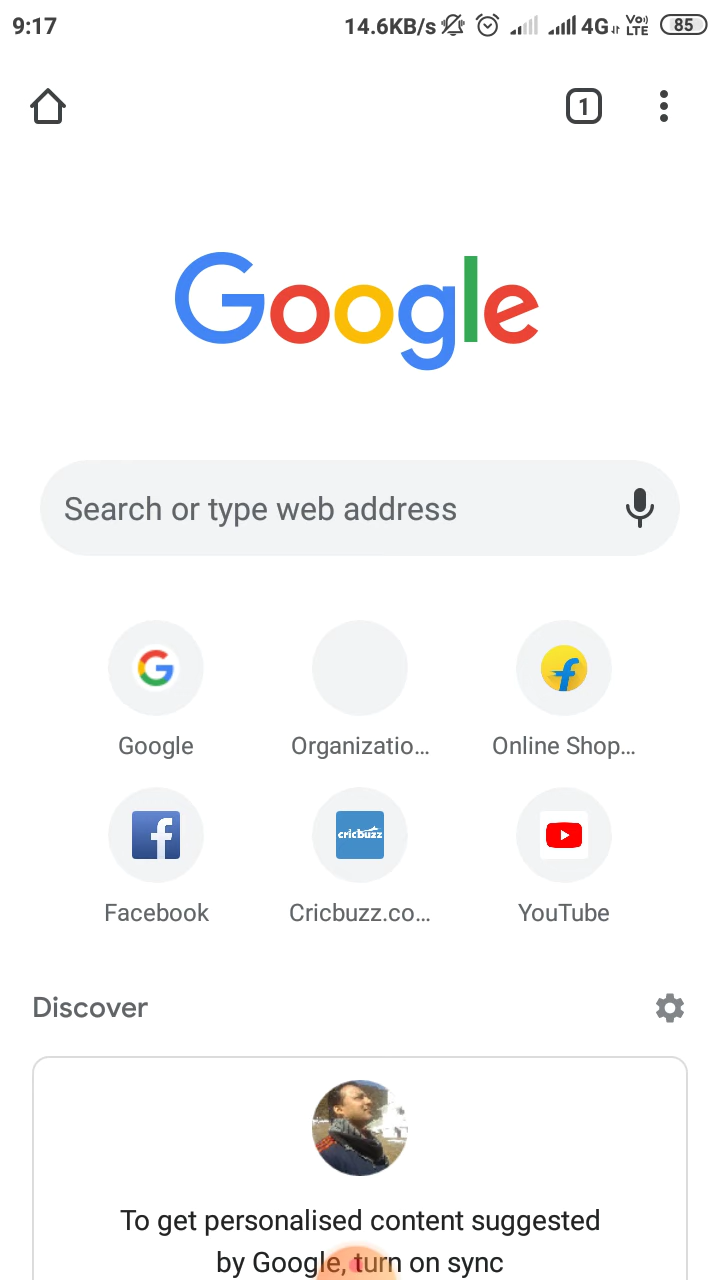 9:17 14.6KB/s 4G Vo) LTE 85
1
Google
Search or type web address
Google Organizatio... Online Shop...
cricbuzz
Facebook Cricbuzz.co... YouTube
Discover
To get personalised content suggested
by Google, turn on sync